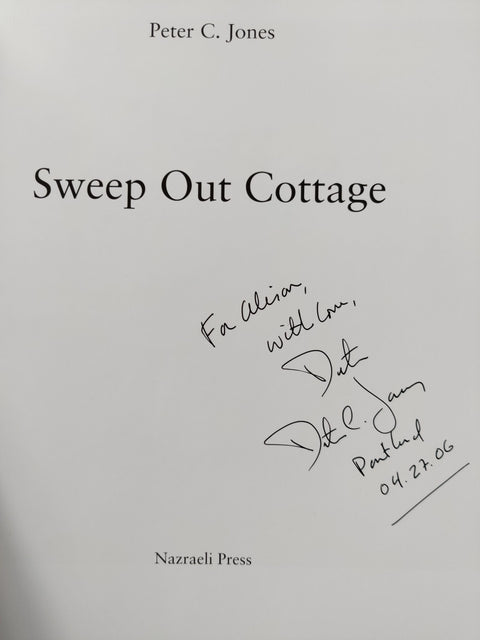 Peter C. Jones
Sweep Out Cottage
For Alison,
with love,
Peter
Peter C. Jones
Portland
04.27.06
Nazraeli Press